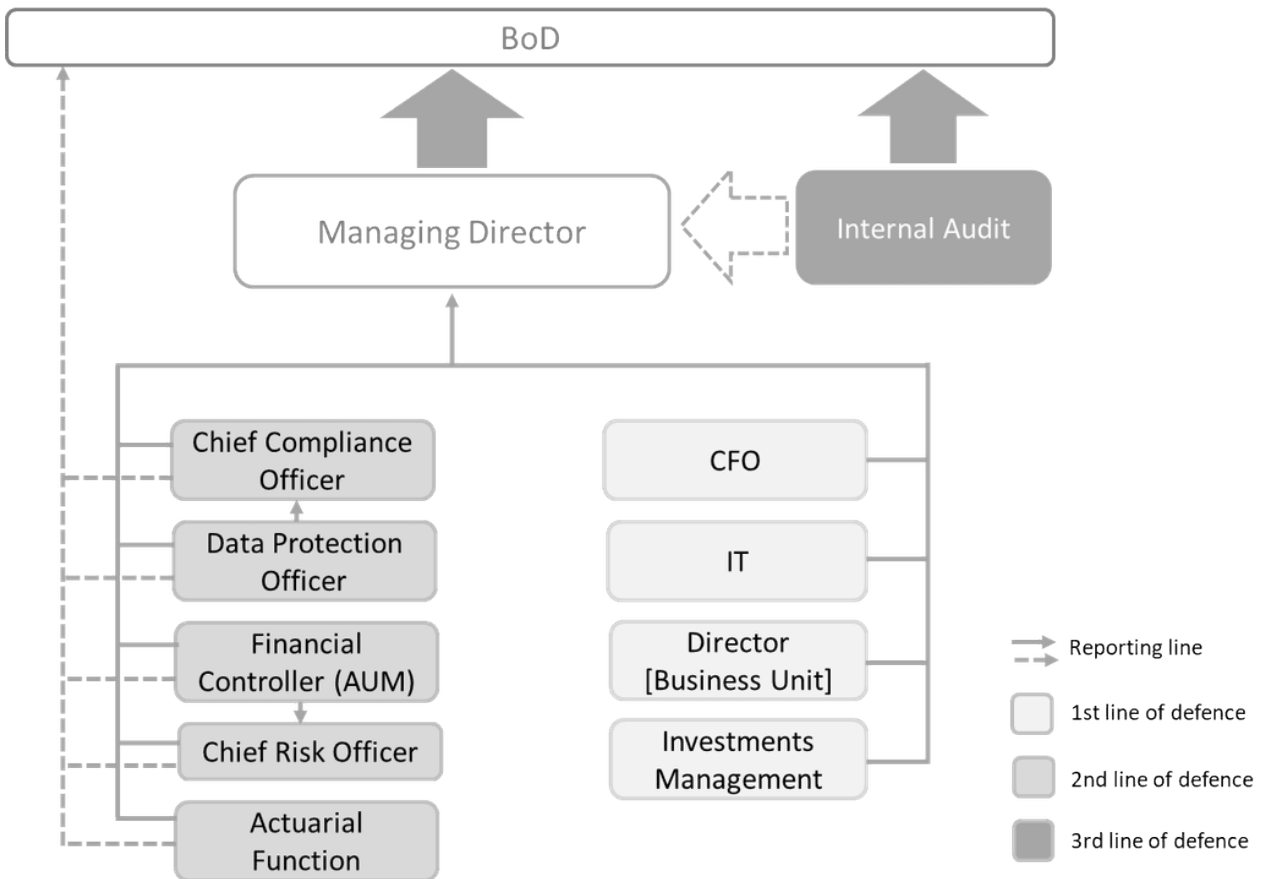 BoD
Managing Director
Internal Audit
Chief Compliance
Officer
Data Protection
Officer
Financial
Controller (AUM)
Chief Risk Officer
Actuarial
Function
CFO
IT
Director
[Business Unit]
Investments
Management
Reporting line
1st line of defence
2nd line of defence
3rd line of defence